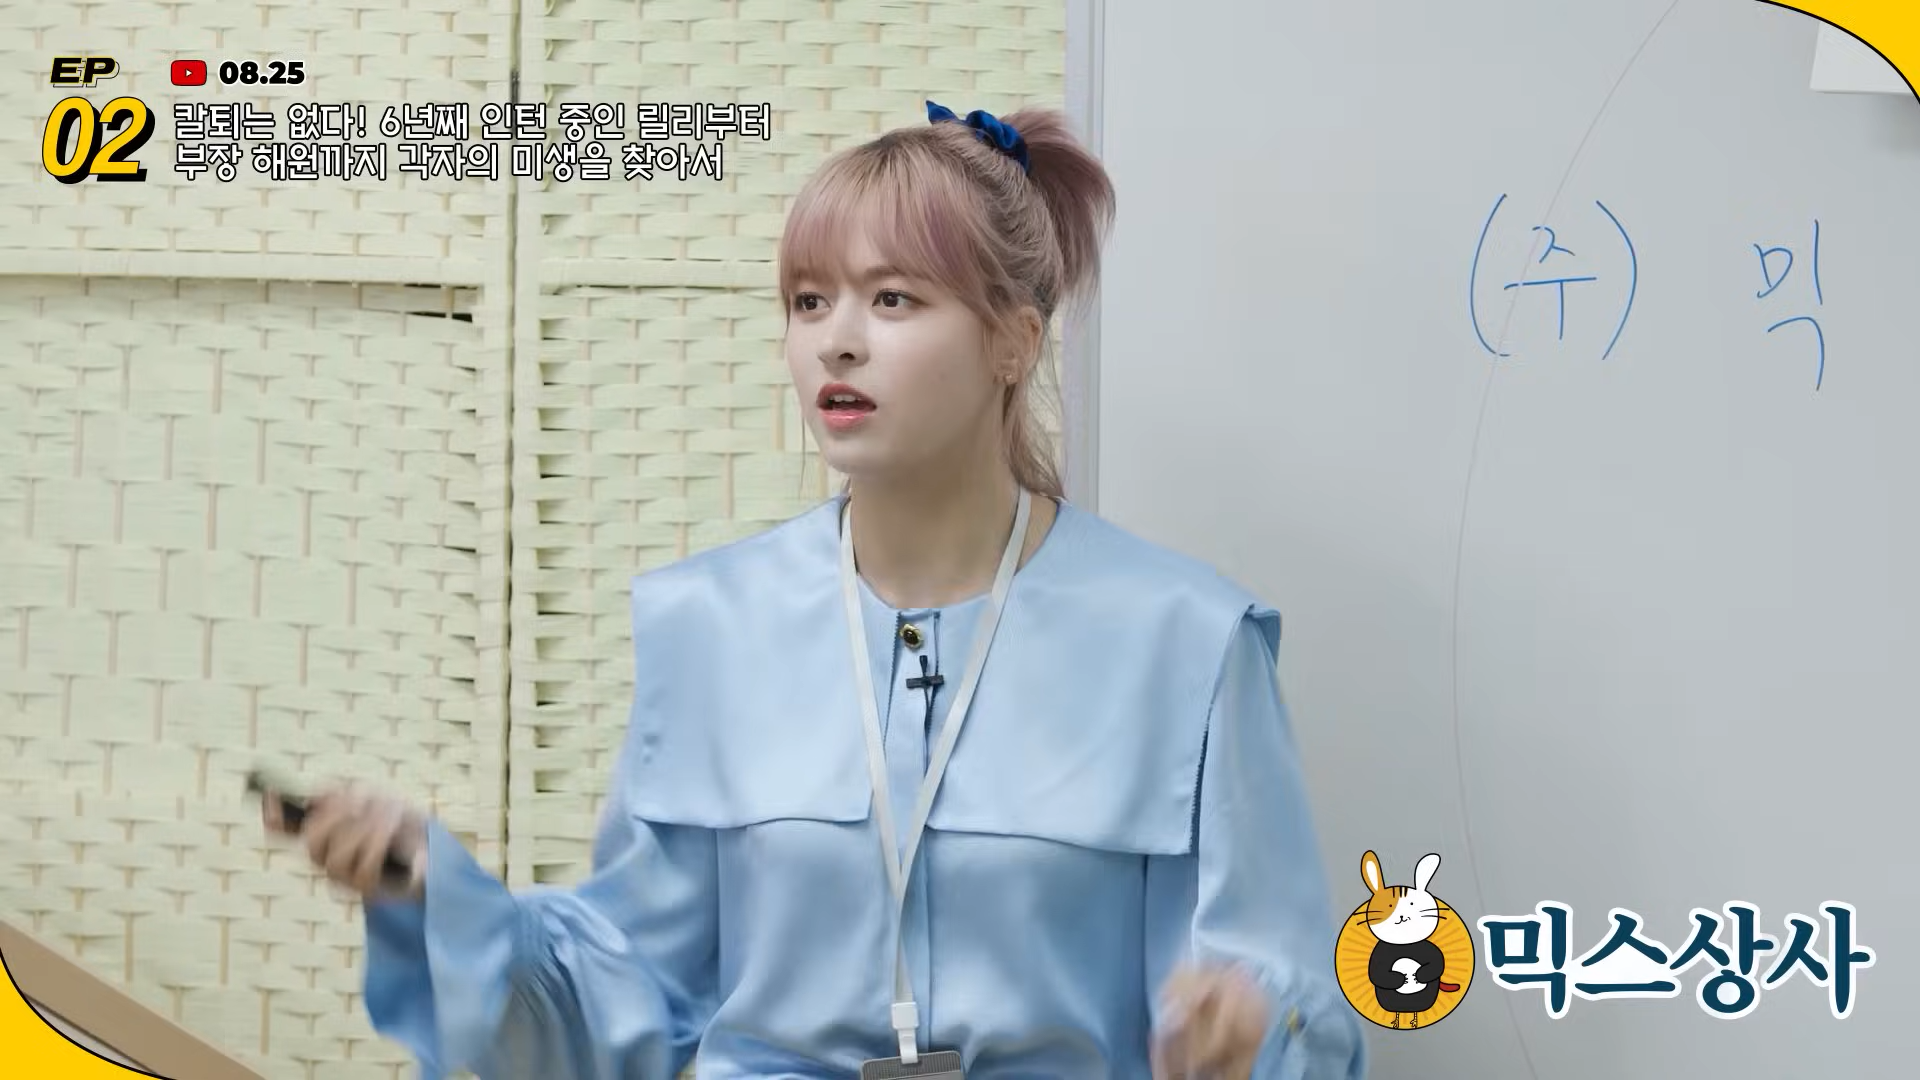 EP
02
08.25
칼퇴는 없다! 6년째 인턴 중인 릴리부터
부장 해원까지 각자의 미생을 찾아서
(주) 믹
믹스상사